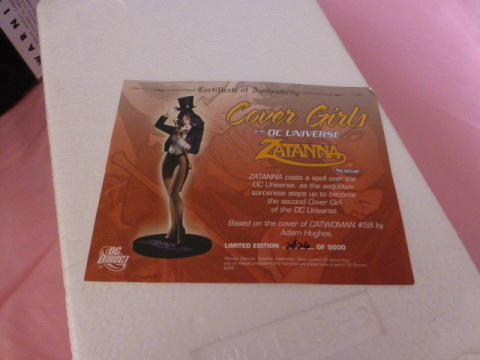 WARNI
Certificate of Authenticity
Cover Girls
OF THE DC UNIVERSE
ZATANNA
Statue
ZATANNA casts a spell over the
DC Universe, as the seductive
sorceress steps up to become
the second Cover Girl
of the DC Universe.
Based on the cover of CATWOMAN #58 by
Adam Hughes.
LIMITED EDITION OF 5000
DC DIRECT